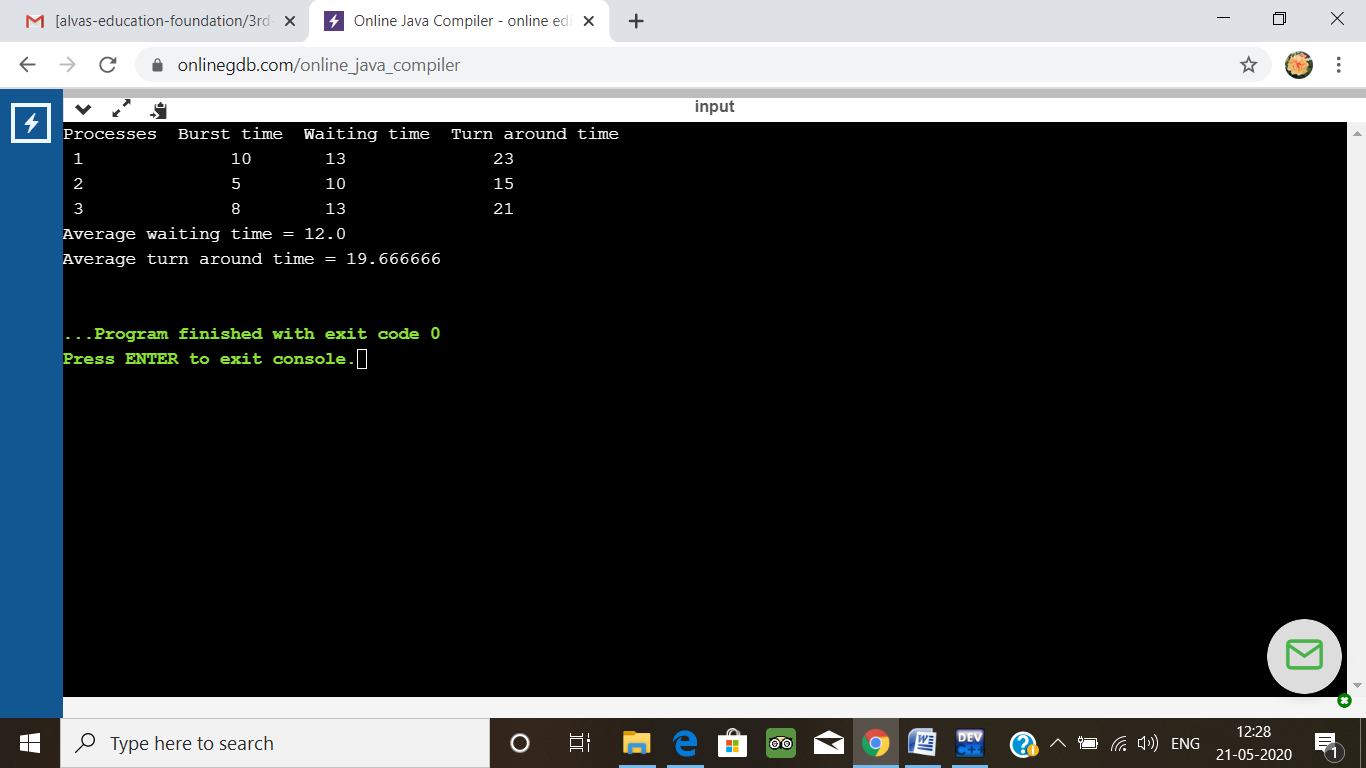 [alvas-education-foundation/3rd-
Online Java Compiler - online edi
onlinegdb.com/online_java_compiler
input
Processes Burst time Waiting time Turn around time
1 10 13 23
2 5 10 15
3 8 13 21
Average waiting time = 12.0
Average turn around time = 19.666666
...Program finished with exit code 0
Press ENTER to exit console.
Type here to search
DEV
C++
ENG
12:28
21-05-2020
1